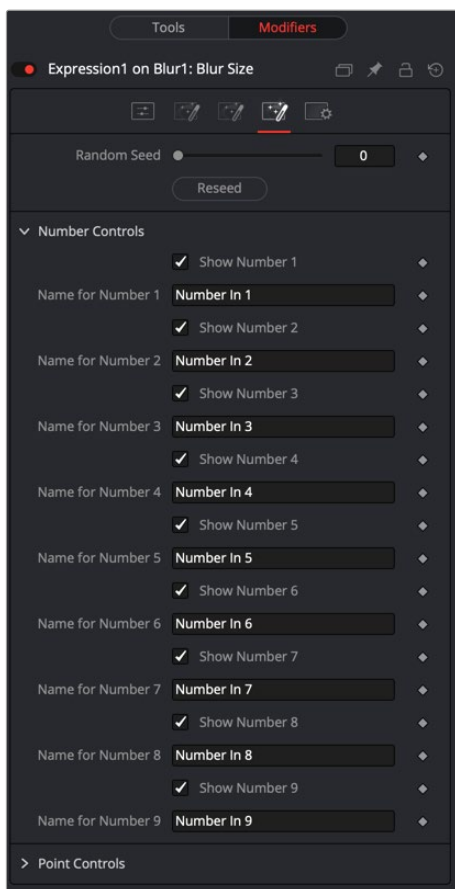 Tools Modifiers
Expression1 on Blur1: Blur Size
Random Seed 0
Reseed
Number Controls
Show Number 1
Name for Number 1 Number In 1
Show Number 2
Name for Number 2 Number In 2
Show Number 3
Name for Number 3 Number In 3
Show Number 4
Name for Number 4 Number In 4
Show Number 5
Name for Number 5 Number In 5
Show Number 6
Name for Number 6 Number In 6
Show Number 7
Name for Number 7 Number In 7
Show Number 8
Name for Number 8 Number In 8
Show Number 9
Name for Number 9 Number In 9
Point Controls